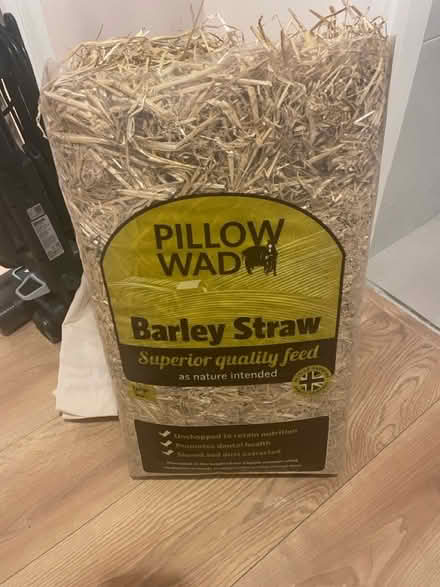 PILLOW
WAD
Barley Straw
Superior quality feed
as nature intended
Unchopped to retain nutrition
Promotes dental health
Sieved and dust extracted